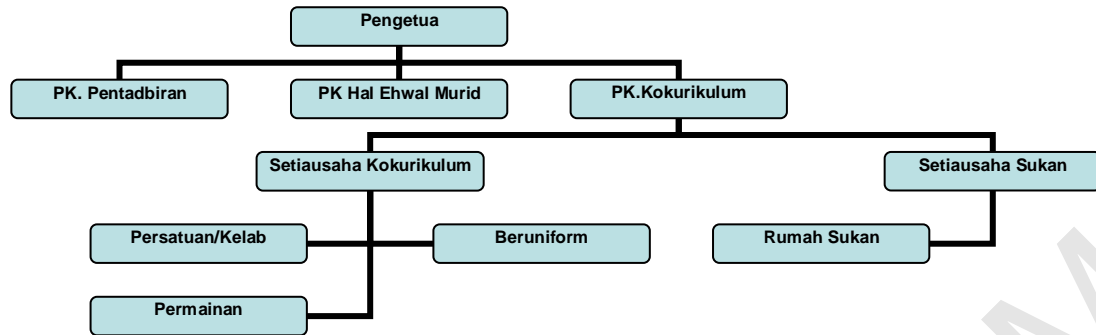 Pengetua
PK. Pentadbiran
PK Hal Ehwal Murid
PK.Kokurikulum
Setiausaha Kokurikulum
Setiausaha Sukan
Persatuan/Kelab
Beruniform
Rumah Sukan
Permainan